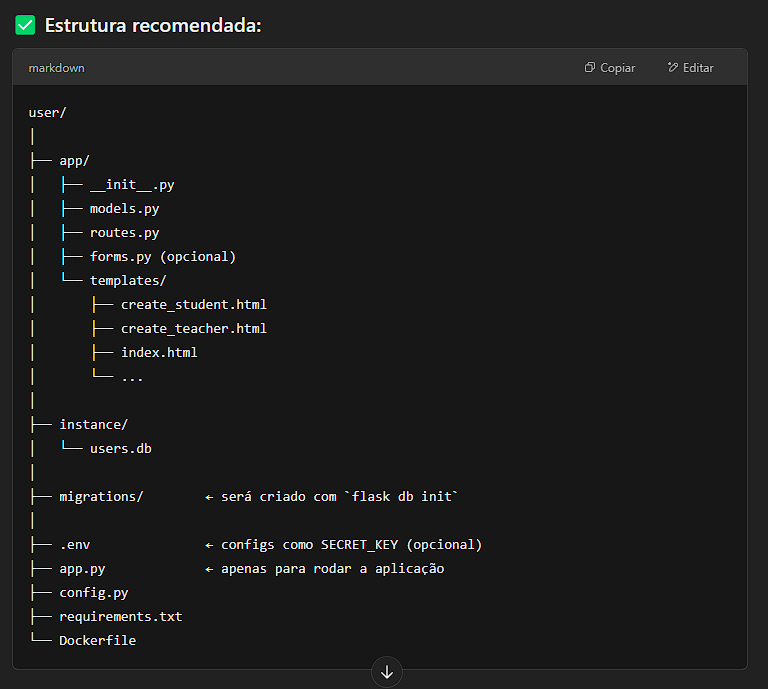 ✅ Estrutura recomendada:
markdown Copiar Editar
user/
│
├── app/
│   ├── __init__.py
│   ├── models.py
│   ├── routes.py
│   ├── forms.py (opcional)
│   └── templates/
│       ├── create_student.html
│       ├── create_teacher.html
│       ├── index.html
│       └── ...
│
├── instance/
│   └── users.db
│
├── migrations/        ← será criado com `flask db init`
│
├── .env               ← configs como SECRET_KEY (opcional)
├── app.py             ← apenas para rodar a aplicação
├── config.py
├── requirements.txt
└── Dockerfile